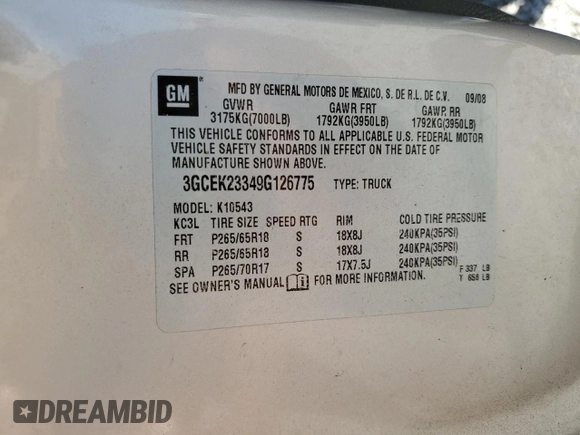 GM
MFD BY GENERAL MOTORS DE MEXICO, S. DE R.L. DE C.V. 09/08
GVWR GAWR FRT GAWR RR
3175KG(7000LB) 1792KG(3950LB) 1792KG(3950LB)
THIS VEHICLE CONFORMS TO ALL APPLICABLE U.S. FEDERAL MOTOR
VEHICLE SAFETY STANDARDS IN EFFECT ON THE DATE OF
MANUFACTURE SHOWN ABOVE.
3GCEK23349G126775 TYPE: TRUCK
MODEL: K10543
KC3L TIRE SIZE SPEED RTG RIM COLD TIRE PRESSURE
FRT P265/65R18 S 18X8J 240KPA(35PSI)
RR P265/65R18 S 18X8J 240KPA(35PSI)
SPA P265/70R17 S 17X7.5J 240KPA(35PSI)
SEE OWNER'S MANUAL FOR MORE INFORMATION.
F 337 LB
T 658 LB
DREAMBID